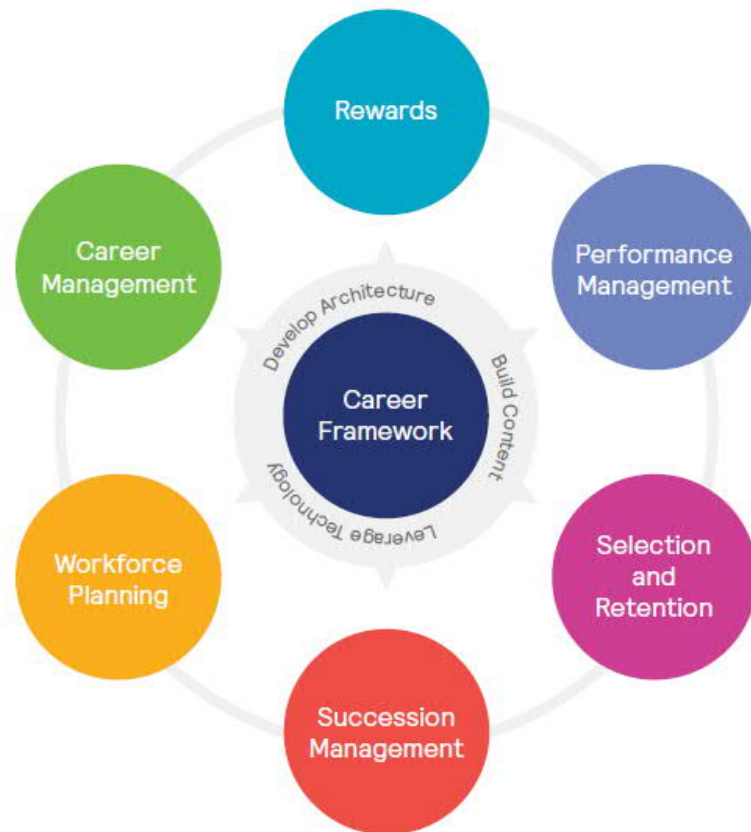 Rewards
Performance
Management
Selection
and
Retention
Succession
Management
Workforce
Planning
Career
Management
Develop Architecture
Build Content
Leverage Technology
Career
Framework